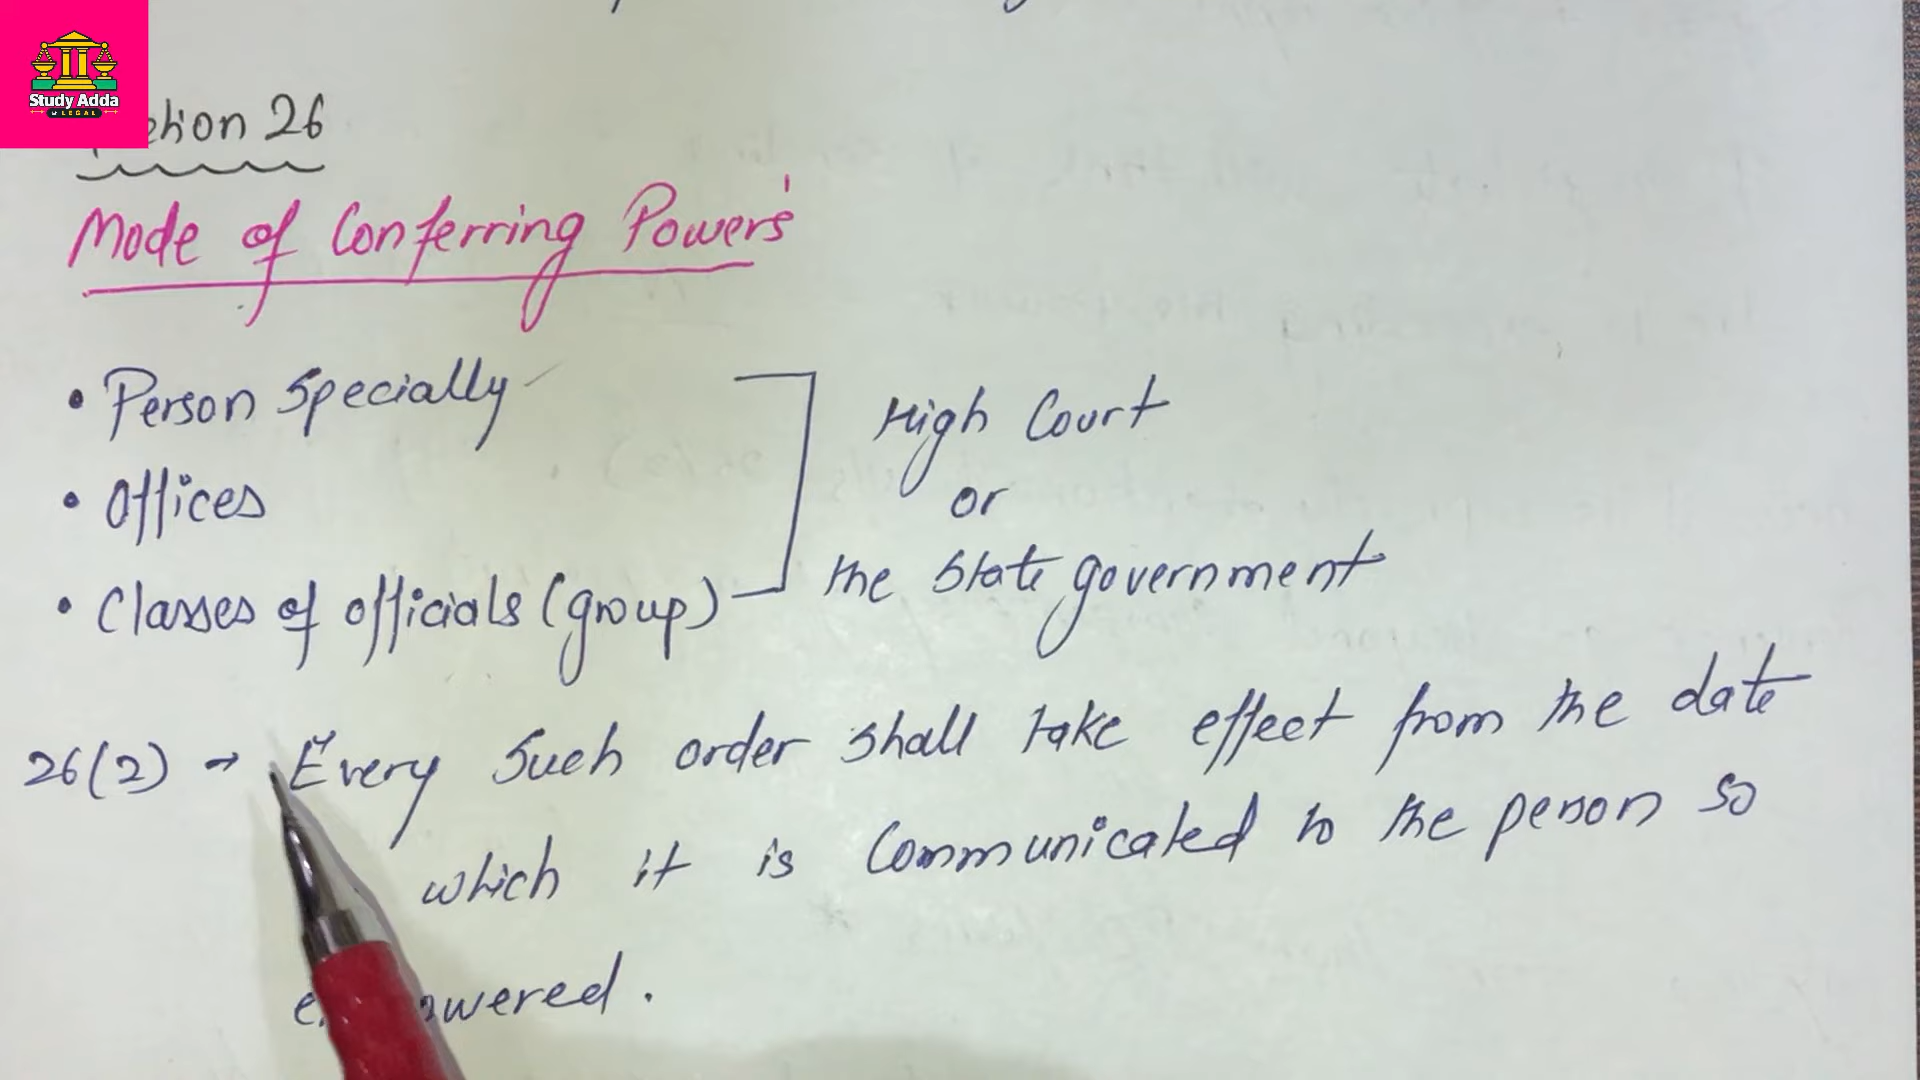 Study Adda
LEGAL
ction 26
Mode of Conferring Powers
• Person Specially
• Offices
• Classes of officials (group)
High Court
or
the State government
26(2) → Every Such order shall take effect from the date
which it is Communicated to the person so
empowered.